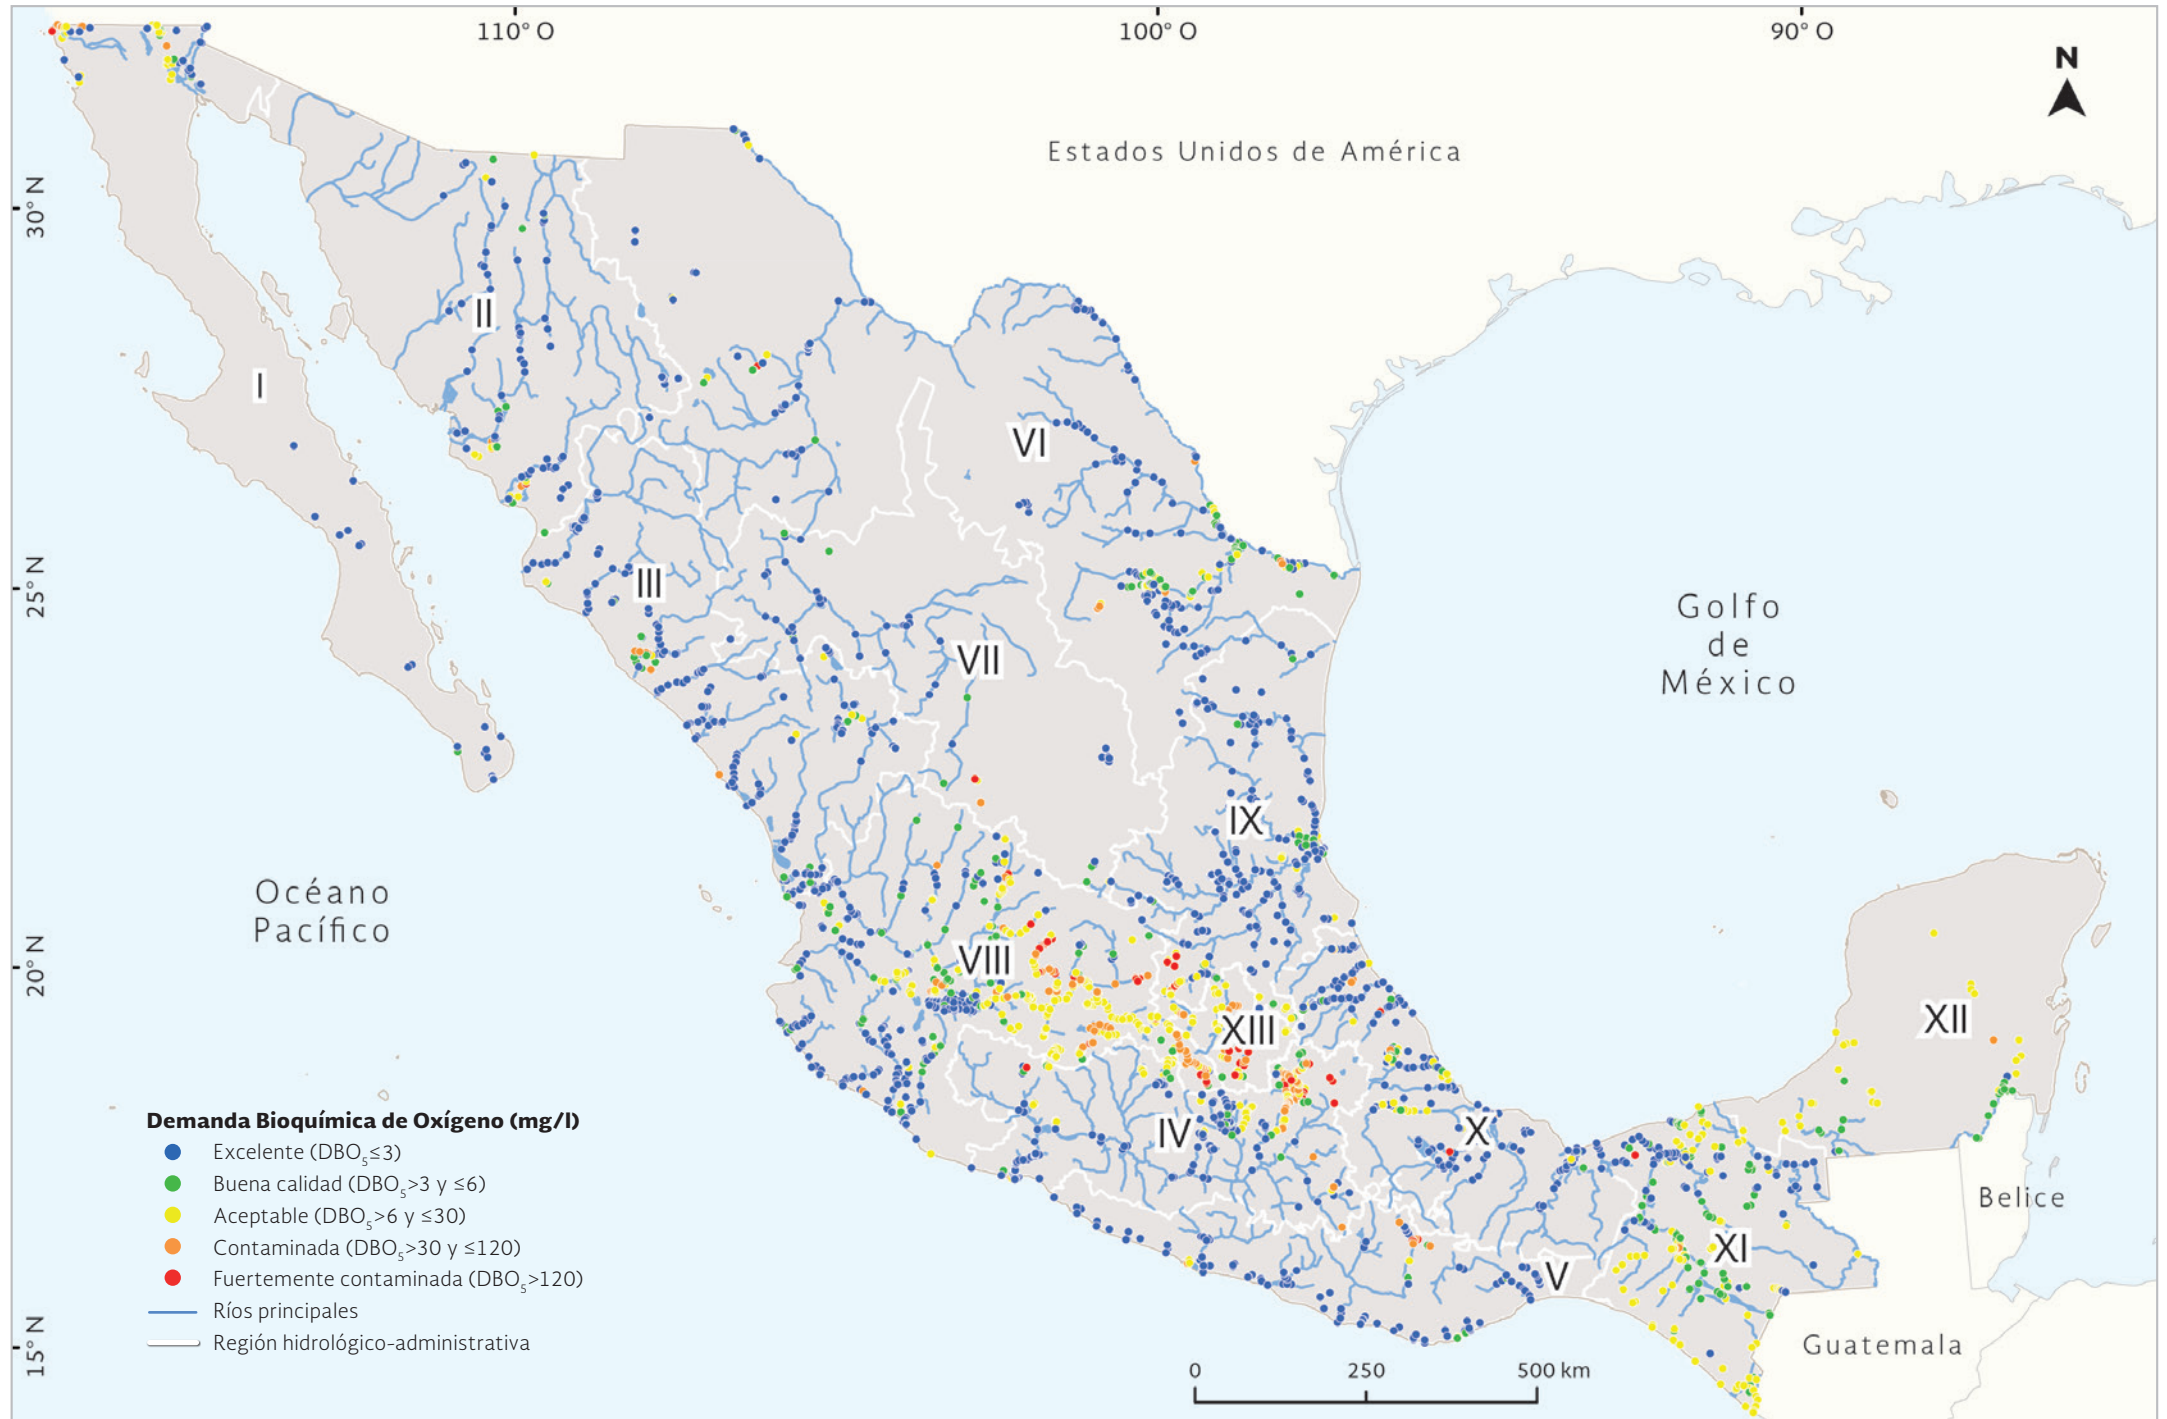 110° O
100° O
90° O
N
Estados Unidos de América
30° N
II
I
VI
25° N
III
Golfo
de
México
VII
IX
Océano
Pacífico
20° N
VIII
XII
XIII
Demanda Bioquímica de Oxígeno (mg/l)
Excelente (DBO₅≤3)
Buena calidad (DBO₅>3 y ≤6)
Aceptable (DBO₅>6 y ≤30)
Contaminada (DBO₅>30 y ≤120)
Fuertemente contaminada (DBO₅>120)
Ríos principales
Región hidrológico-administrativa
IV
X
Belice
XI
V
15° N
Guatemala
0 250 500 km